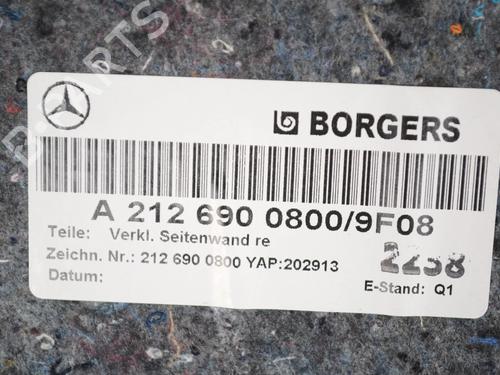 B-PARTS
BORGERS
A 212 690 0800/9F08
Teile: Verkl. Seitenwand re
Zeichn. Nr.: 212 690 0800 YAP:202913
2238
Datum:
E-Stand: Q1